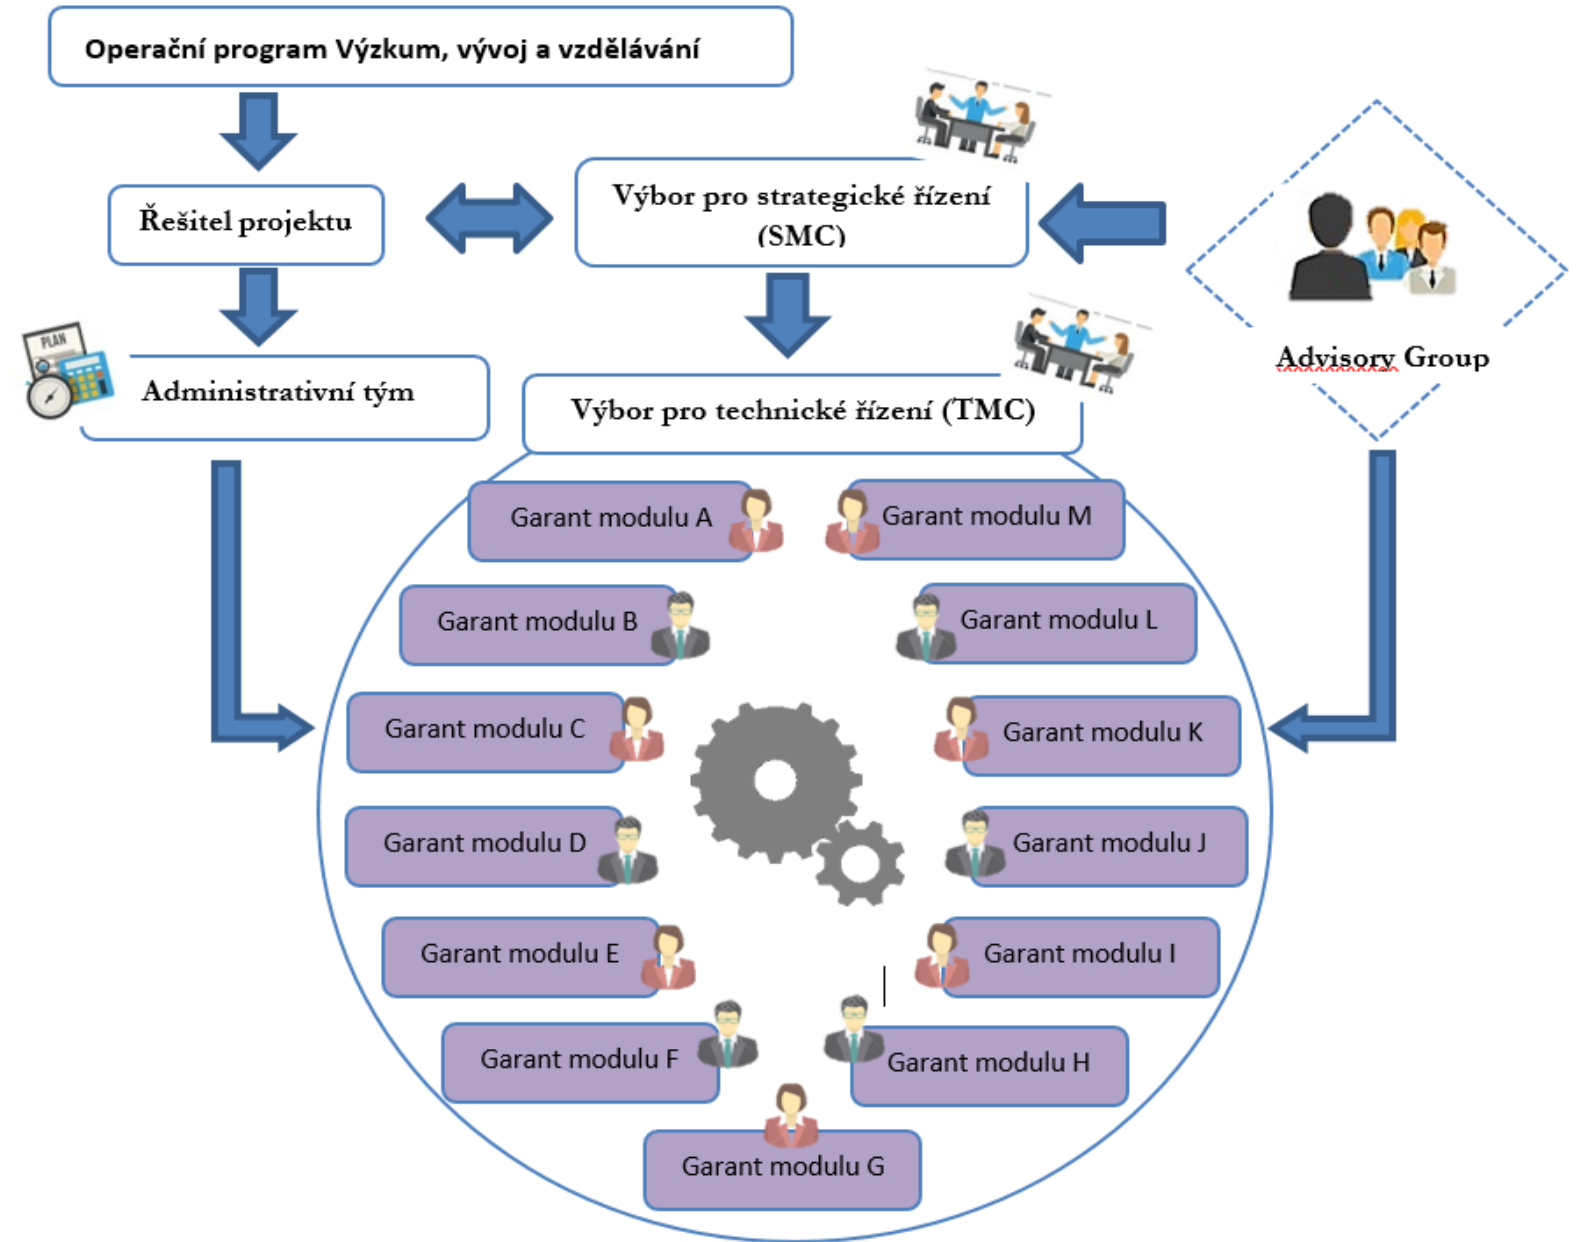 Operační program Výzkum, vývoj a vzdělávání
Řešitel projektu
Výbor pro strategické řízení
(SMC)
PLAN
Administrativní tým
Výbor pro technické řízení (TMC)
Advisory Group
Garant modulu A
Garant modulu M
Garant modulu B
Garant modulu L
Garant modulu C
Garant modulu K
Garant modulu D
Garant modulu J
Garant modulu E
Garant modulu I
Garant modulu F
Garant modulu H
Garant modulu G